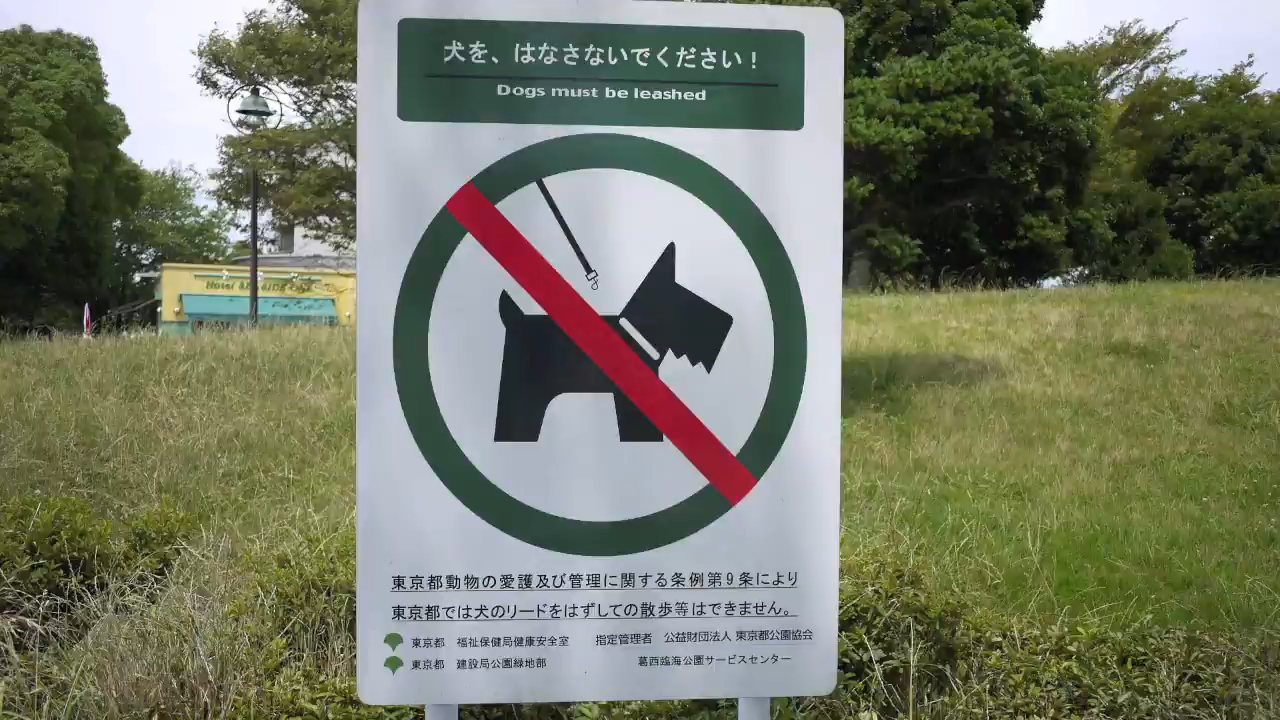 犬を、はなさないでください！
Dogs must be leashed
東京都動物の愛護及び管理に関する条例第9条により
東京都では犬のリードをはずしての散歩等はできません。
東京都 福祉保健局健康安全室 指定管理者 公益財団法人 東京都公園協会
東京都 建設局公園緑地部 葛西臨海公園サービスセンター
Hotel